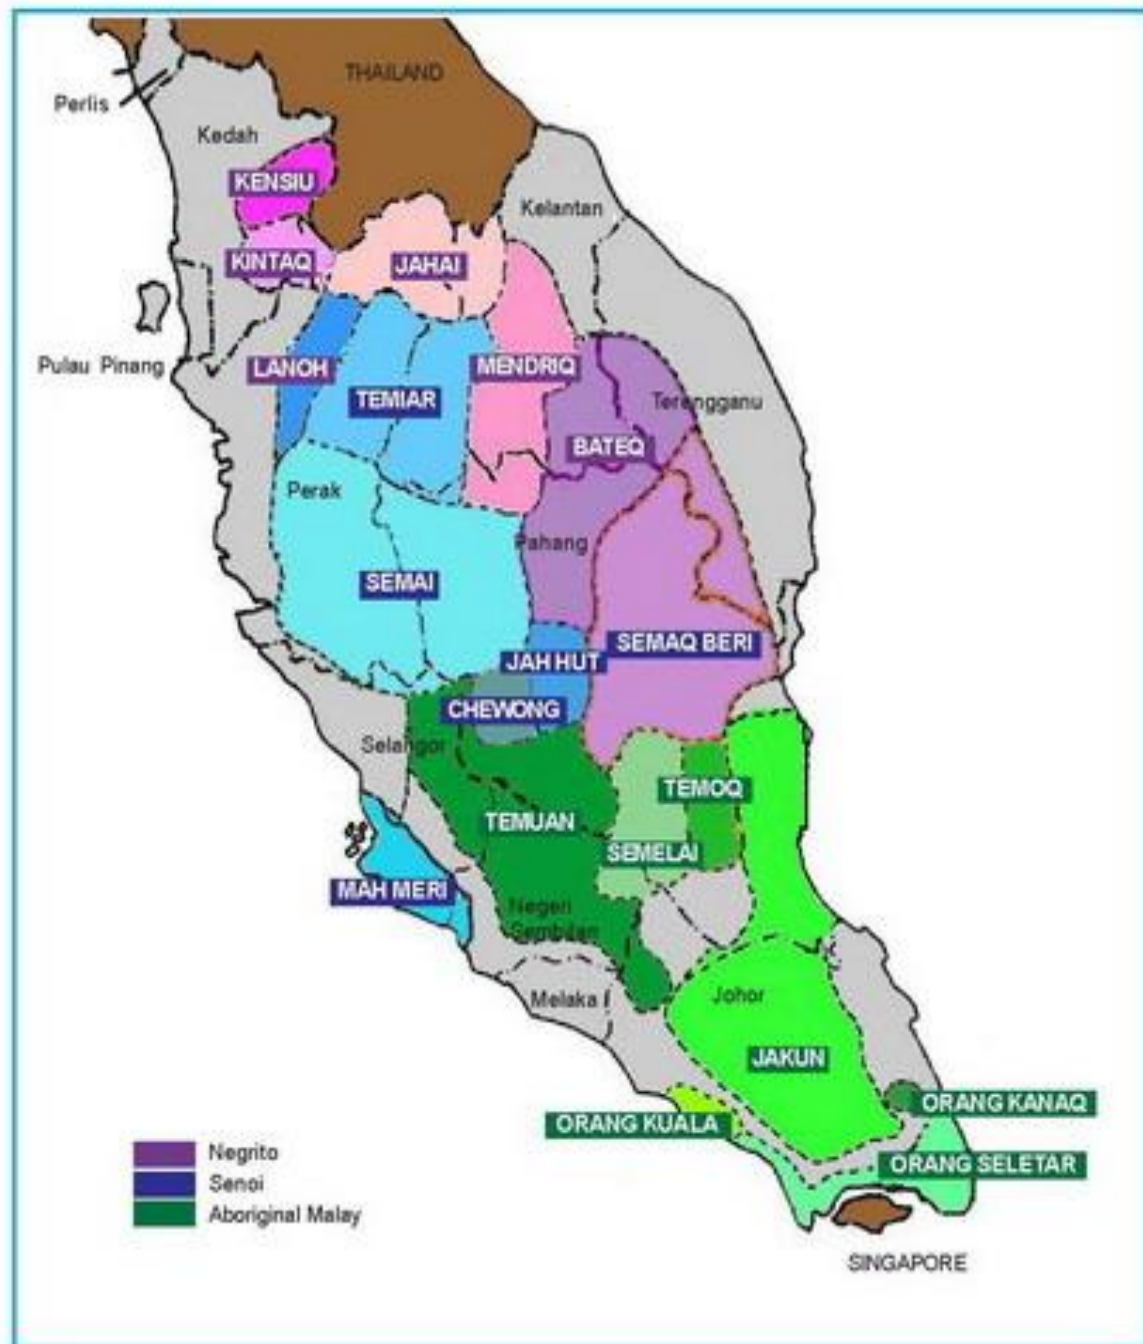 THAILAND
Perlis
Kedah
KENSIU
Kelantan
KINTAQ
JAHAI
Pulau Pinang
LANOH
MENDRIQ
TEMIAR
Terengganu
BATEQ
Perak
Pahang
SEMAI
SEMAQ BERI
JAH HUT
CHEWONG
Selangor
TEMOQ
TEMUAN
SEMELAI
MAH MERI
Negeri
Sembilan
Melaka
Johor
JAKUN
ORANG KANAQ
ORANG KUALA
ORANG SELETAR
Negrito
Senoi
Aboriginal Malay
SINGAPORE